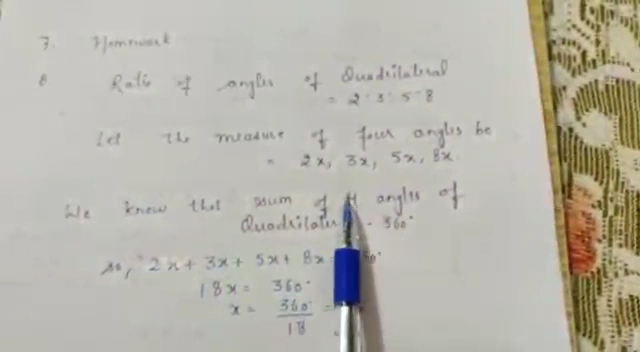 7. Homework
8 Ratio of angles of Quadrilateral
= 2:3:5:8
Let the measure of four angles be
= 2x, 3x, 5x, 8x.
We know that sum of 4 angles of
360°
so, 2x + 3x + 5x + 8x =
18x = 360°
x = 360°
18